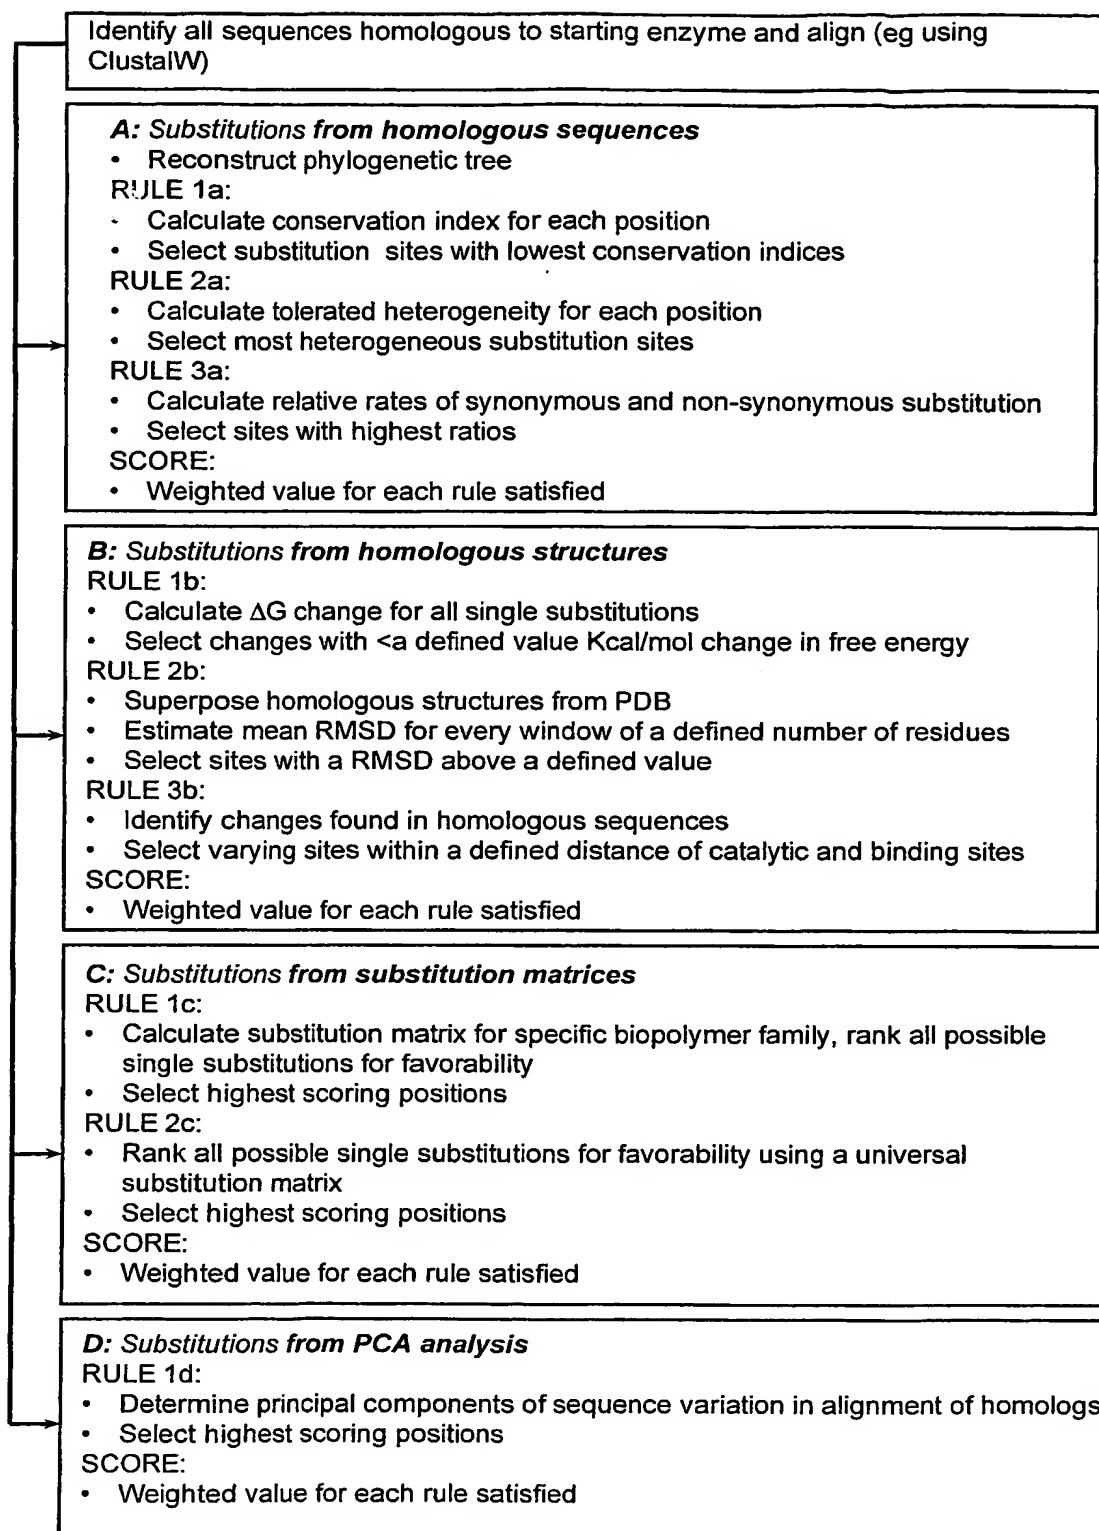 Identify all sequences homologous to starting enzyme and align (eg using
ClustalW)
A: Substitutions from homologous sequences
• Reconstruct phylogenetic tree
RULE 1a:
• Calculate conservation index for each position
• Select substitution sites with lowest conservation indices
RULE 2a:
• Calculate tolerated heterogeneity for each position
• Select most heterogeneous substitution sites
RULE 3a:
• Calculate relative rates of synonymous and non-synonymous substitution
• Select sites with highest ratios
SCORE:
• Weighted value for each rule satisfied
B: Substitutions from homologous structures
RULE 1b:
• Calculate ΔG change for all single substitutions
• Select changes with <a defined value Kcal/mol change in free energy
RULE 2b:
• Superpose homologous structures from PDB
• Estimate mean RMSD for every window of a defined number of residues
• Select sites with a RMSD above a defined value
RULE 3b:
• Identify changes found in homologous sequences
• Select varying sites within a defined distance of catalytic and binding sites
SCORE:
• Weighted value for each rule satisfied
C: Substitutions from substitution matrices
RULE 1c:
• Calculate substitution matrix for specific biopolymer family, rank all possible
single substitutions for favorability
• Select highest scoring positions
RULE 2c:
• Rank all possible single substitutions for favorability using a universal
substitution matrix
• Select highest scoring positions
SCORE:
• Weighted value for each rule satisfied
D: Substitutions from PCA analysis
RULE 1d:
• Determine principal components of sequence variation in alignment of homologs
• Select highest scoring positions
SCORE:
• Weighted value for each rule satisfied